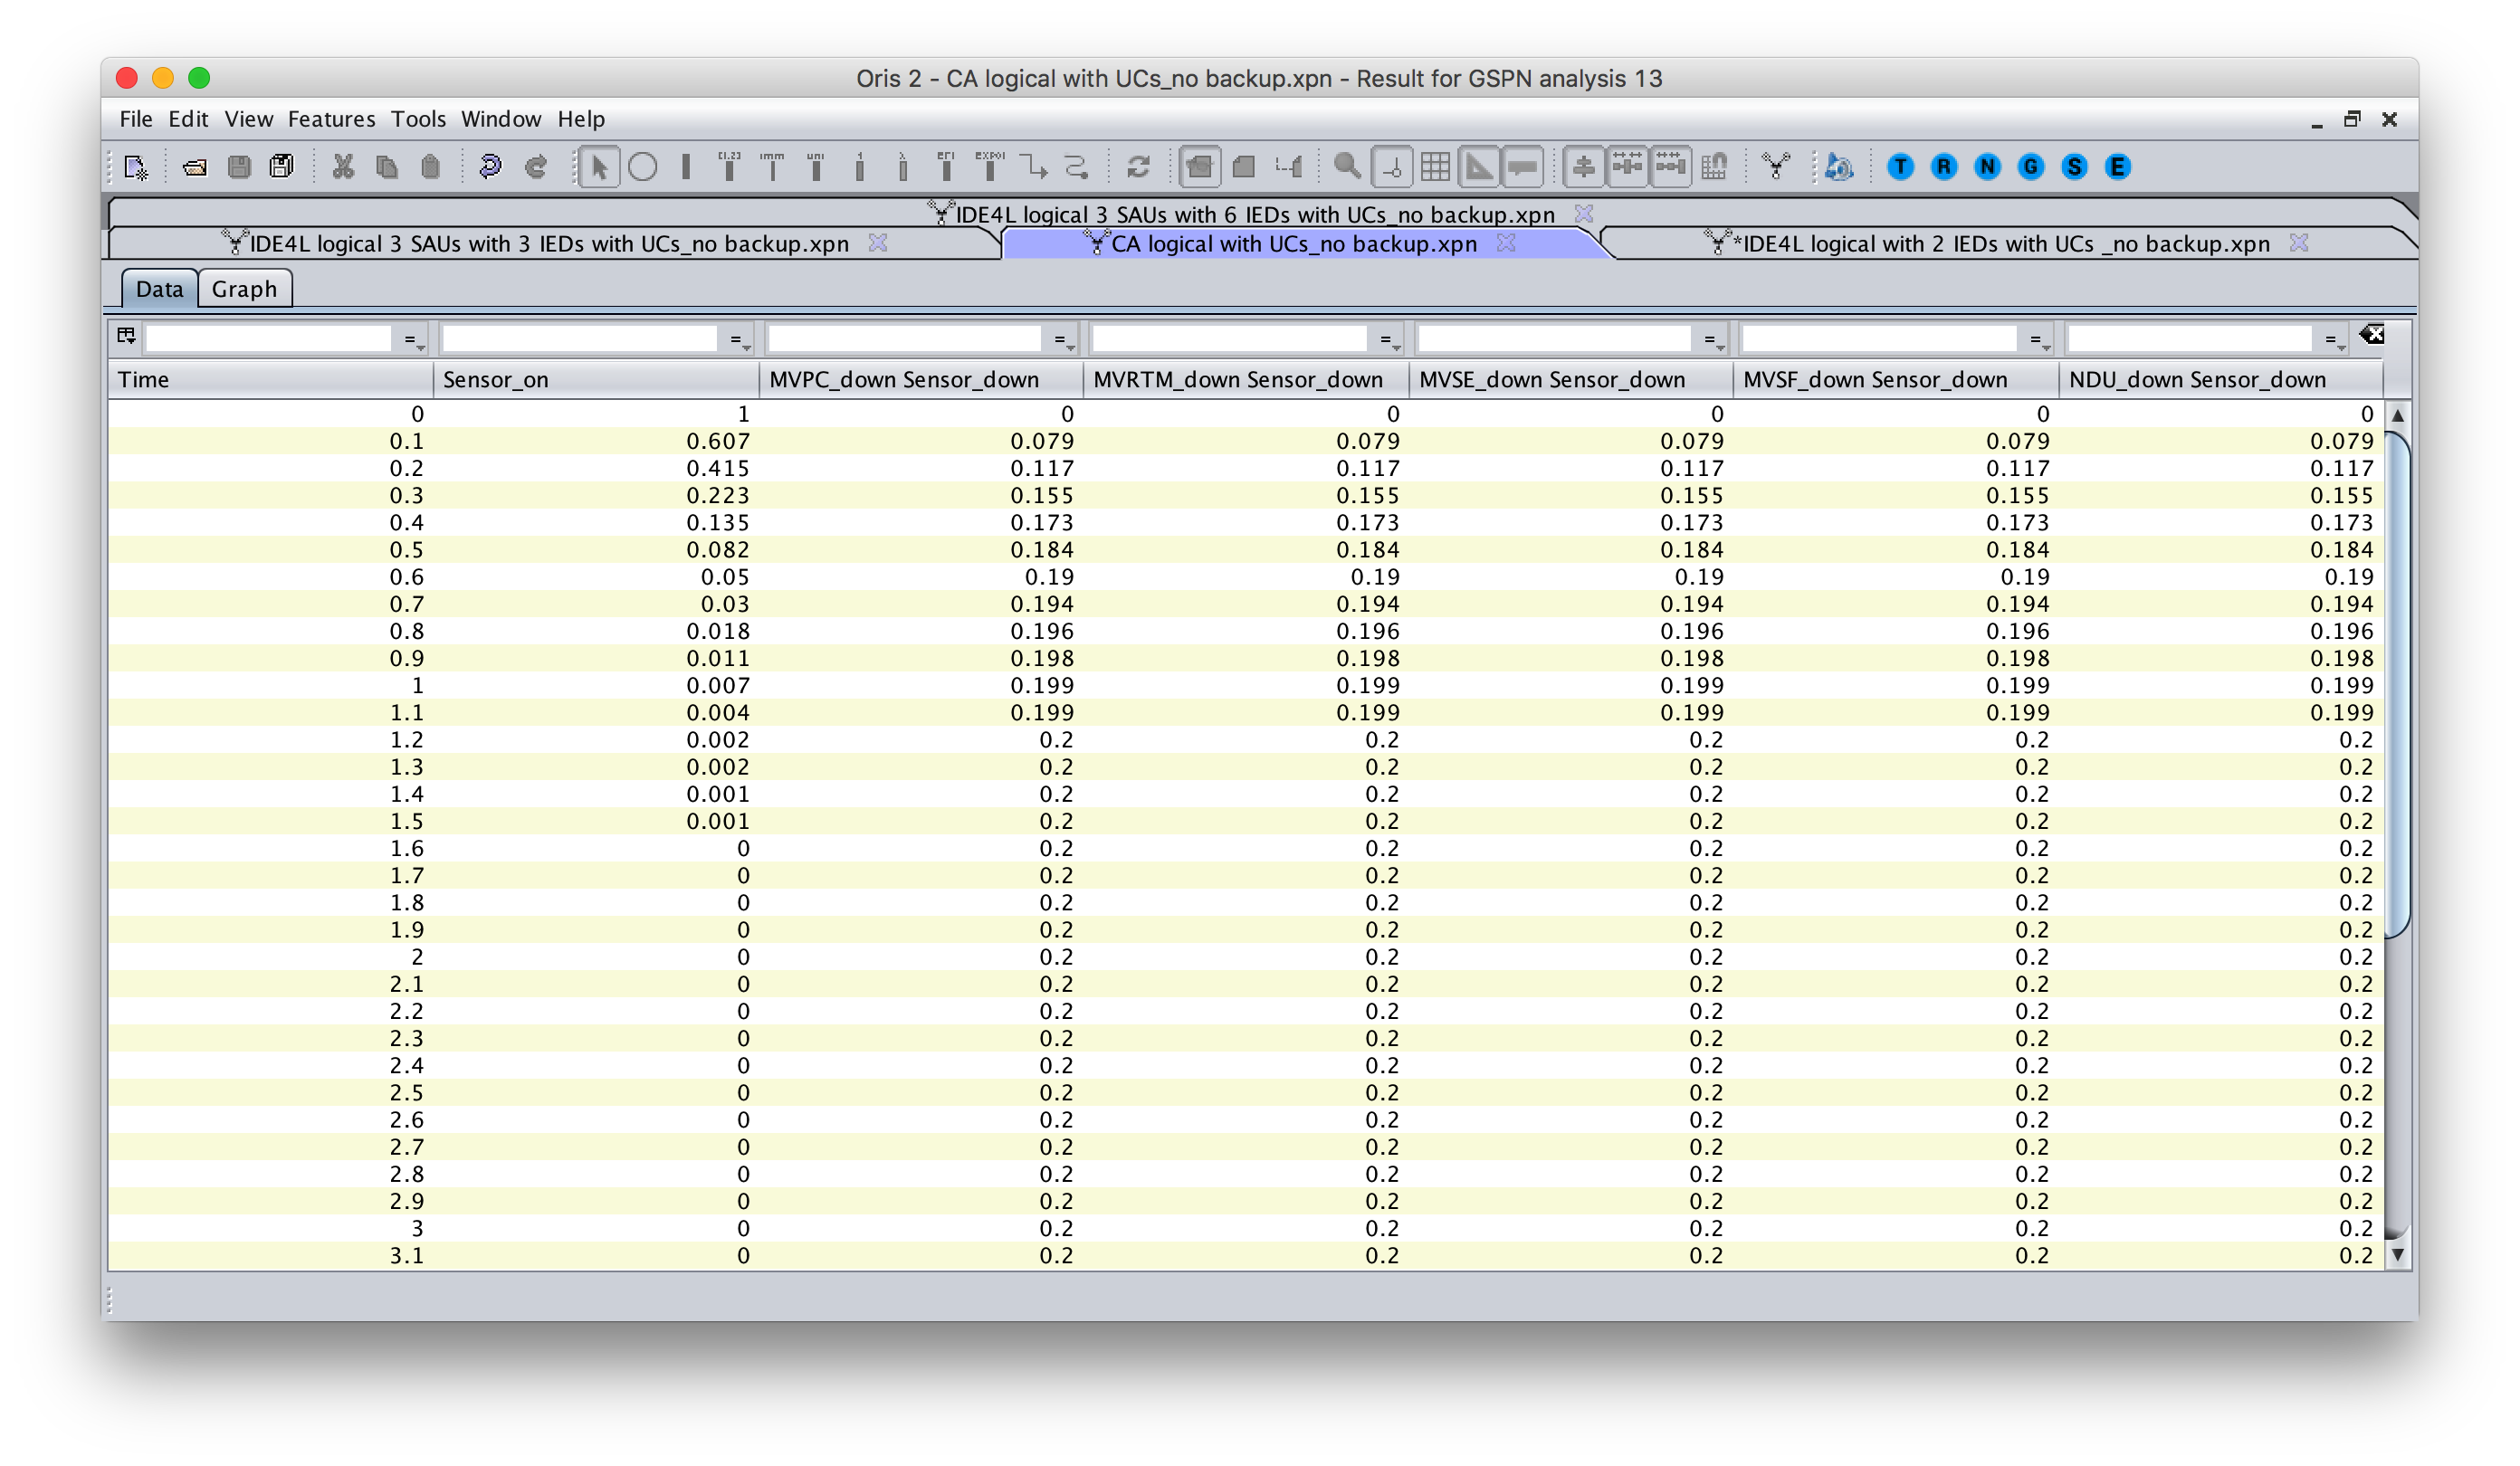 Oris 2 - CA logical with UCs_no backup.xpn - Result for GSPN analysis 13
File Edit View Features Tools Window Help
[1,2] imm uni 1 λ EXPOl
T R N G S E
IDE4L logical 3 SAUs with 6 IEDs with UCs_no backup.xpn
IDE4L logical 3 SAUs with 3 IEDs with UCs_no backup.xpn CA logical with UCs_no backup.xpn *IDE4L logical with 2 IEDs with UCs _no backup.xpn
Data Graph
= = = = = = =
Time Sensor_on MVPC_down Sensor_down MVRTM_down Sensor_down MVSE_down Sensor_down MVSF_down Sensor_down NDU_down Sensor_down
0 1 0 0 0 0 0
0.1 0.607 0.079 0.079 0.079 0.079 0.079
0.2 0.415 0.117 0.117 0.117 0.117 0.117
0.3 0.223 0.155 0.155 0.155 0.155 0.155
0.4 0.135 0.173 0.173 0.173 0.173 0.173
0.5 0.082 0.184 0.184 0.184 0.184 0.184
0.6 0.05 0.19 0.19 0.19 0.19 0.19
0.7 0.03 0.194 0.194 0.194 0.194 0.194
0.8 0.018 0.196 0.196 0.196 0.196 0.196
0.9 0.011 0.198 0.198 0.198 0.198 0.198
1 0.007 0.199 0.199 0.199 0.199 0.199
1.1 0.004 0.199 0.199 0.199 0.199 0.199
1.2 0.002 0.2 0.2 0.2 0.2 0.2
1.3 0.002 0.2 0.2 0.2 0.2 0.2
1.4 0.001 0.2 0.2 0.2 0.2 0.2
1.5 0.001 0.2 0.2 0.2 0.2 0.2
1.6 0 0.2 0.2 0.2 0.2 0.2
1.7 0 0.2 0.2 0.2 0.2 0.2
1.8 0 0.2 0.2 0.2 0.2 0.2
1.9 0 0.2 0.2 0.2 0.2 0.2
2 0 0.2 0.2 0.2 0.2 0.2
2.1 0 0.2 0.2 0.2 0.2 0.2
2.2 0 0.2 0.2 0.2 0.2 0.2
2.3 0 0.2 0.2 0.2 0.2 0.2
2.4 0 0.2 0.2 0.2 0.2 0.2
2.5 0 0.2 0.2 0.2 0.2 0.2
2.6 0 0.2 0.2 0.2 0.2 0.2
2.7 0 0.2 0.2 0.2 0.2 0.2
2.8 0 0.2 0.2 0.2 0.2 0.2
2.9 0 0.2 0.2 0.2 0.2 0.2
3 0 0.2 0.2 0.2 0.2 0.2
3.1 0 0.2 0.2 0.2 0.2 0.2